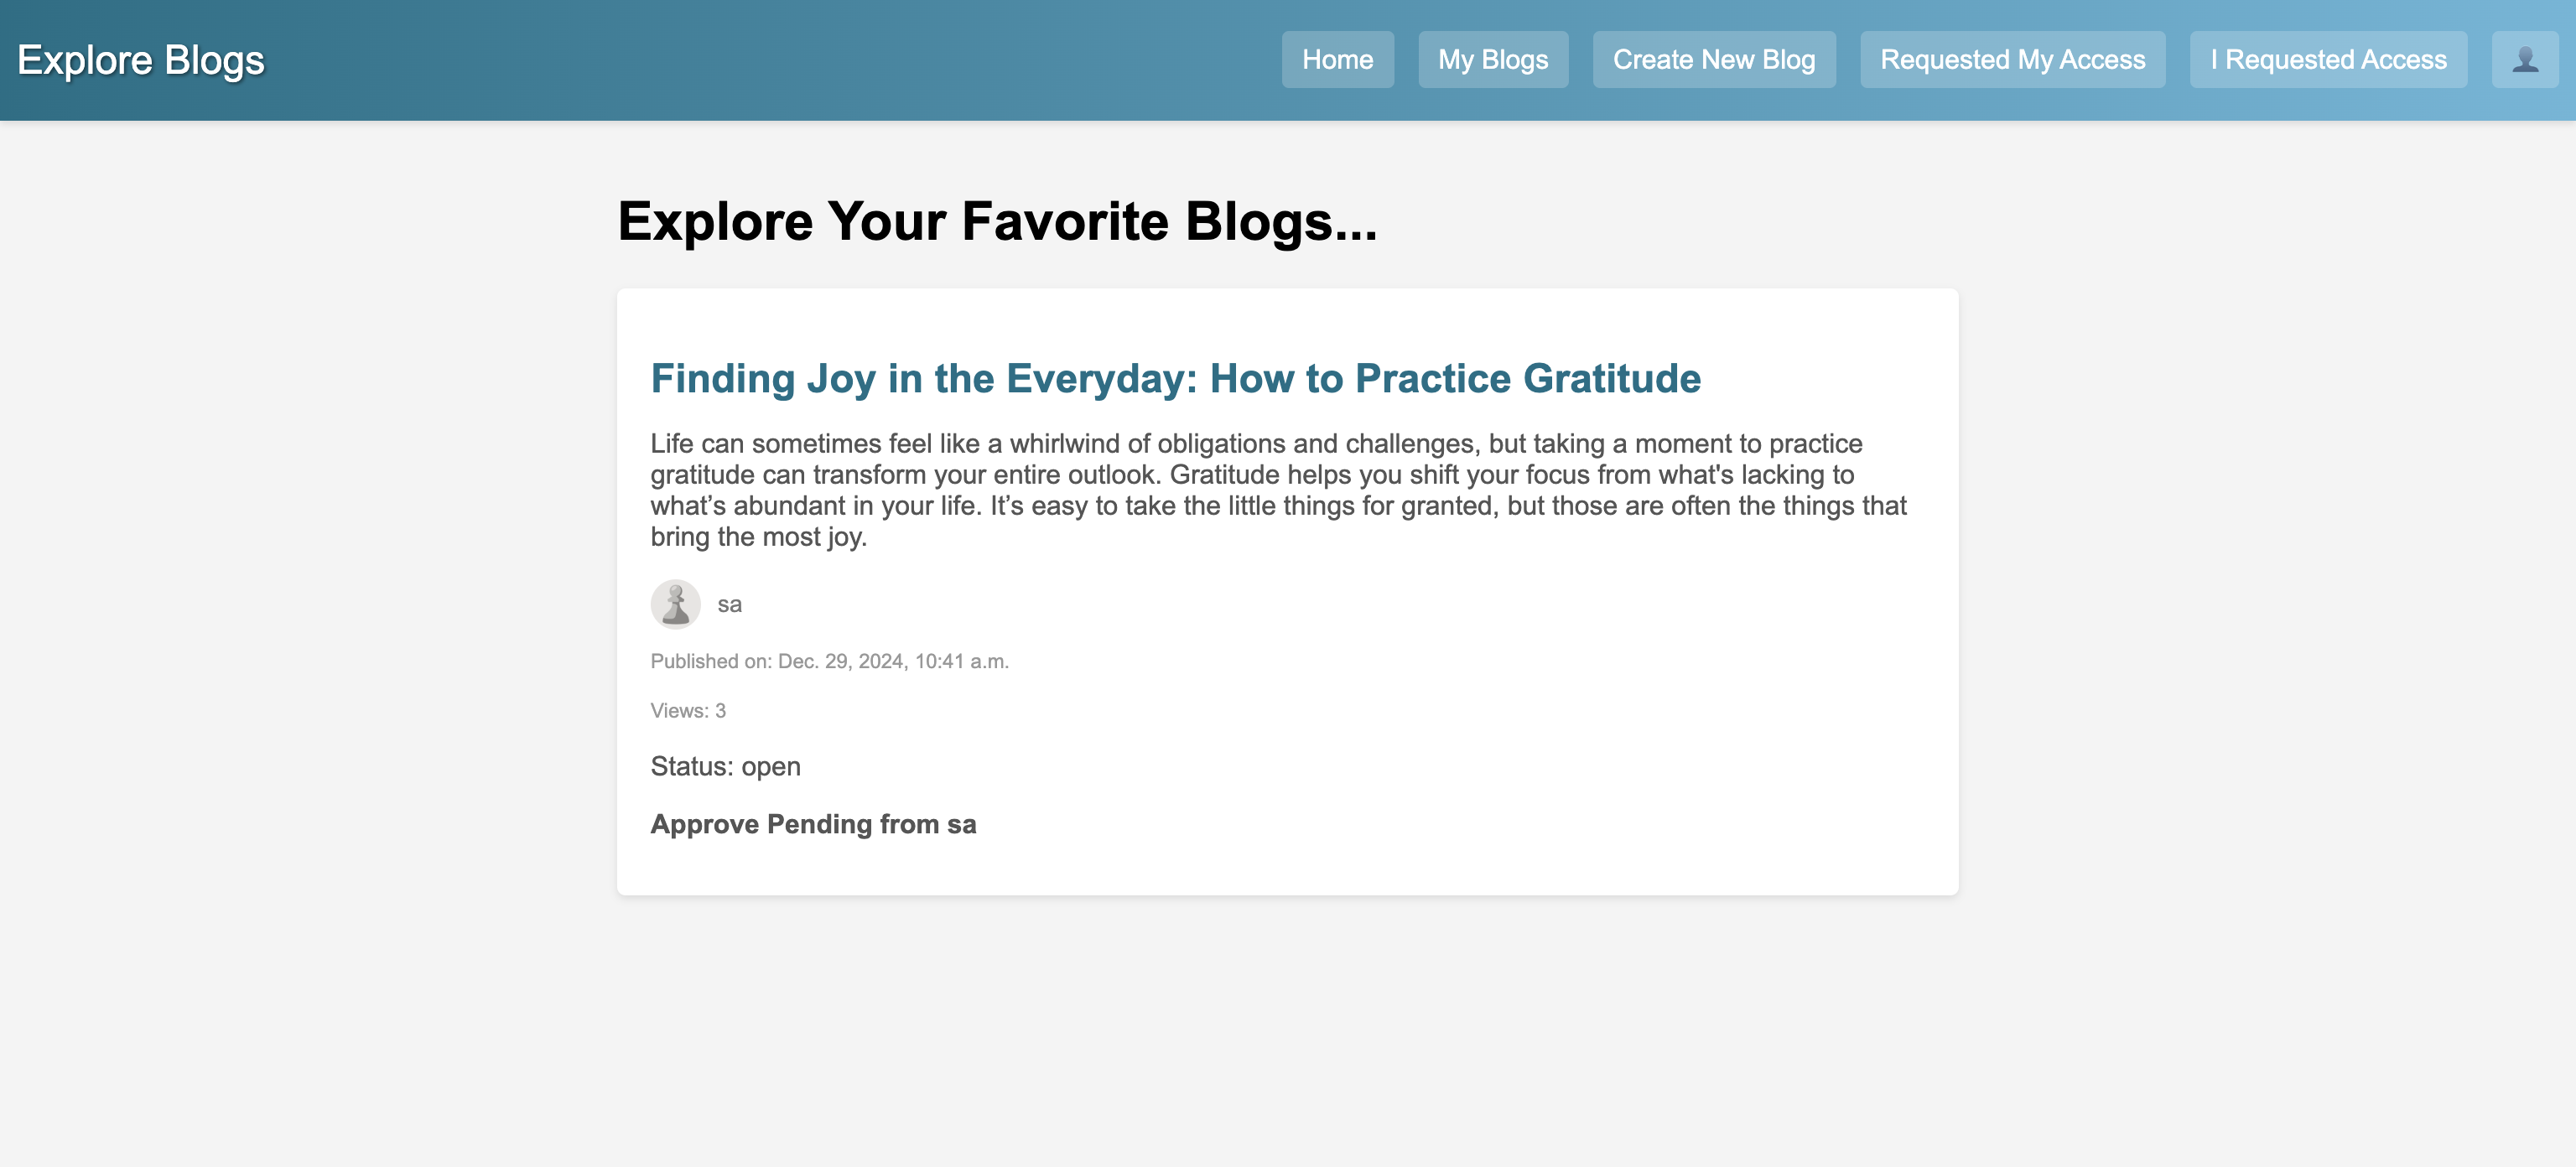 Explore Blogs
Home
My Blogs
Create New Blog
Requested My Access
I Requested Access
Explore Your Favorite Blogs...
Finding Joy in the Everyday: How to Practice Gratitude
Life can sometimes feel like a whirlwind of obligations and challenges, but taking a moment to practice
gratitude can transform your entire outlook. Gratitude helps you shift your focus from what's lacking to
what’s abundant in your life. It’s easy to take the little things for granted, but those are often the things that
bring the most joy.
sa
Published on: Dec. 29, 2024, 10:41 a.m.
Views: 3
Status: open
Approve Pending from sa